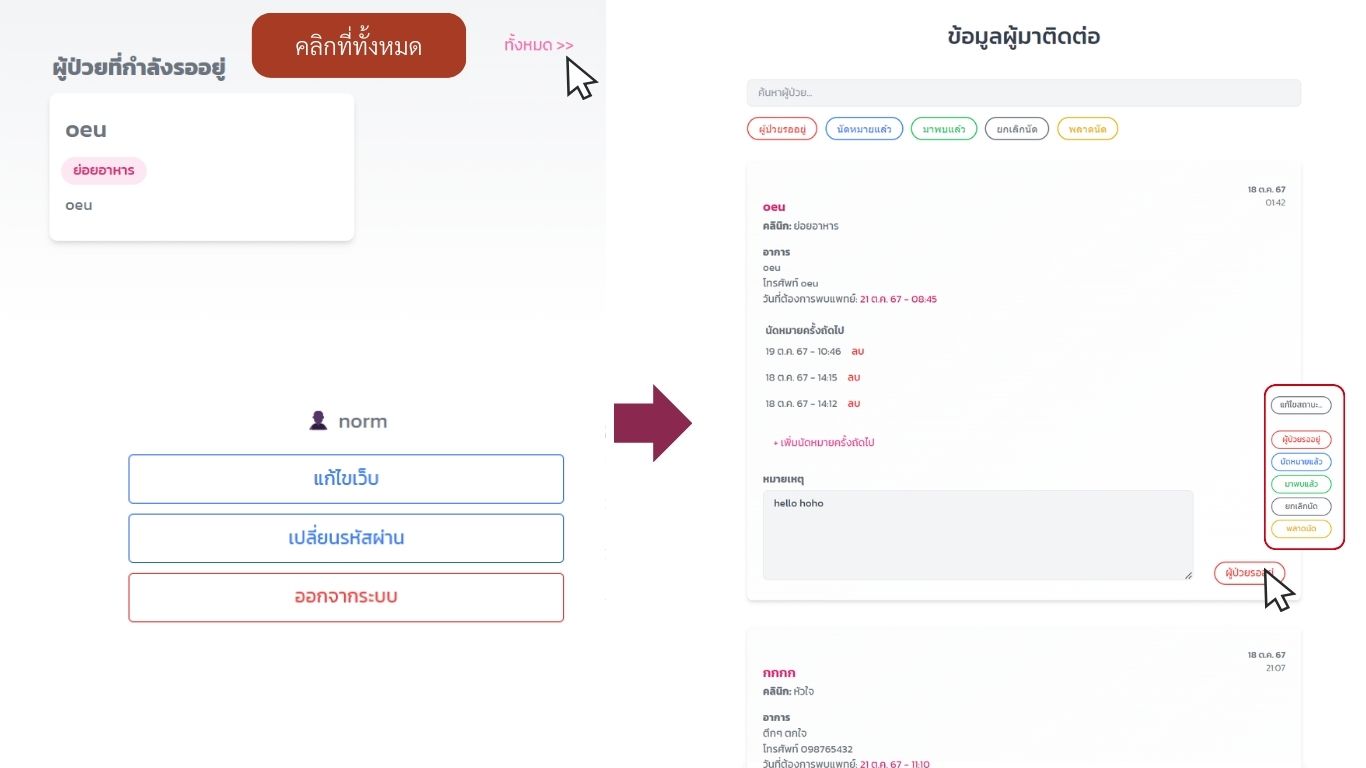 คลิกที่ทั้งหมด
ทั้งหมด >>
ผู้ป่วยที่กำลังรออยู่
oeu
ย่อยอาหาร
oeu
norm
แก้ไขเว็บ
เปลี่ยนรหัสผ่าน
ออกจากระบบ
ข้อมูลผู้มาติดต่อ
ค้นหาผู้ป่วย...
ผู้ป่วยรออยู่ นัดหมายแล้ว มาพบแล้ว ยกเลิกนัด พลาดนัด
18 ต.ค. 67
01:42
oeu
คลินิก: ย่อยอาหาร
อาการ
oeu
โทรศัพท์ oeu
วันที่ต้องการพบแพทย์: 21 ต.ค. 67 - 08:45
นัดหมายครั้งถัดไป
19 ต.ค. 67 - 10:46 ลบ
18 ต.ค. 67 - 14:15 ลบ
18 ต.ค. 67 - 14:12 ลบ
+ เพิ่มนัดหมายครั้งถัดไป
หมายเหตุ
hello hoho
แก้ไขสถานะ...
ผู้ป่วยรออยู่
นัดหมายแล้ว
มาพบแล้ว
ยกเลิกนัด
พลาดนัด
ผู้ป่วยรออยู่
18 ต.ค. 67
21:07
กกกก
คลินิก: หัวใจ
อาการ
ตึกๆ ตกใจ
โทรศัพท์ 098765432
วันที่ต้องการพบแพทย์: 21 ต.ค. 67 - 11:10